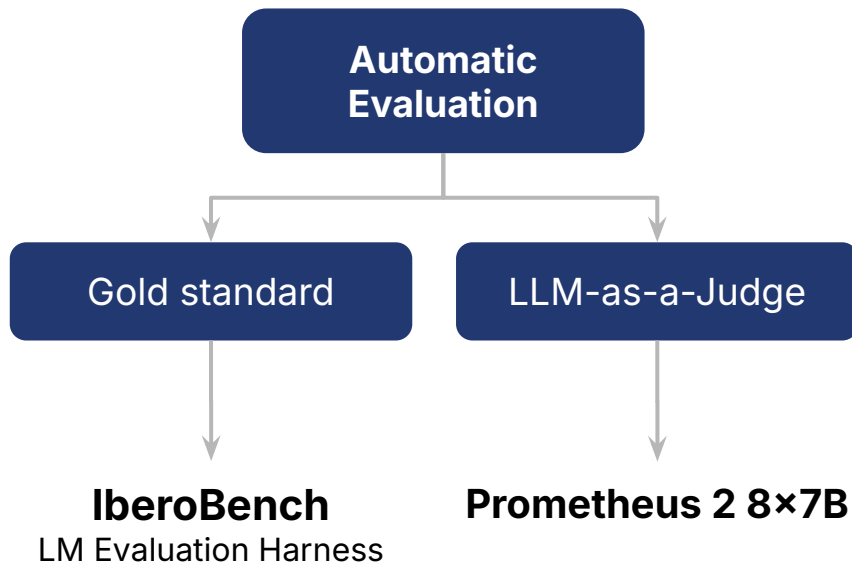 Automatic
Evaluation
Gold standard
LLM-as-a-Judge
IberoBench
LM Evaluation Harness
Prometheus 2 8×7B